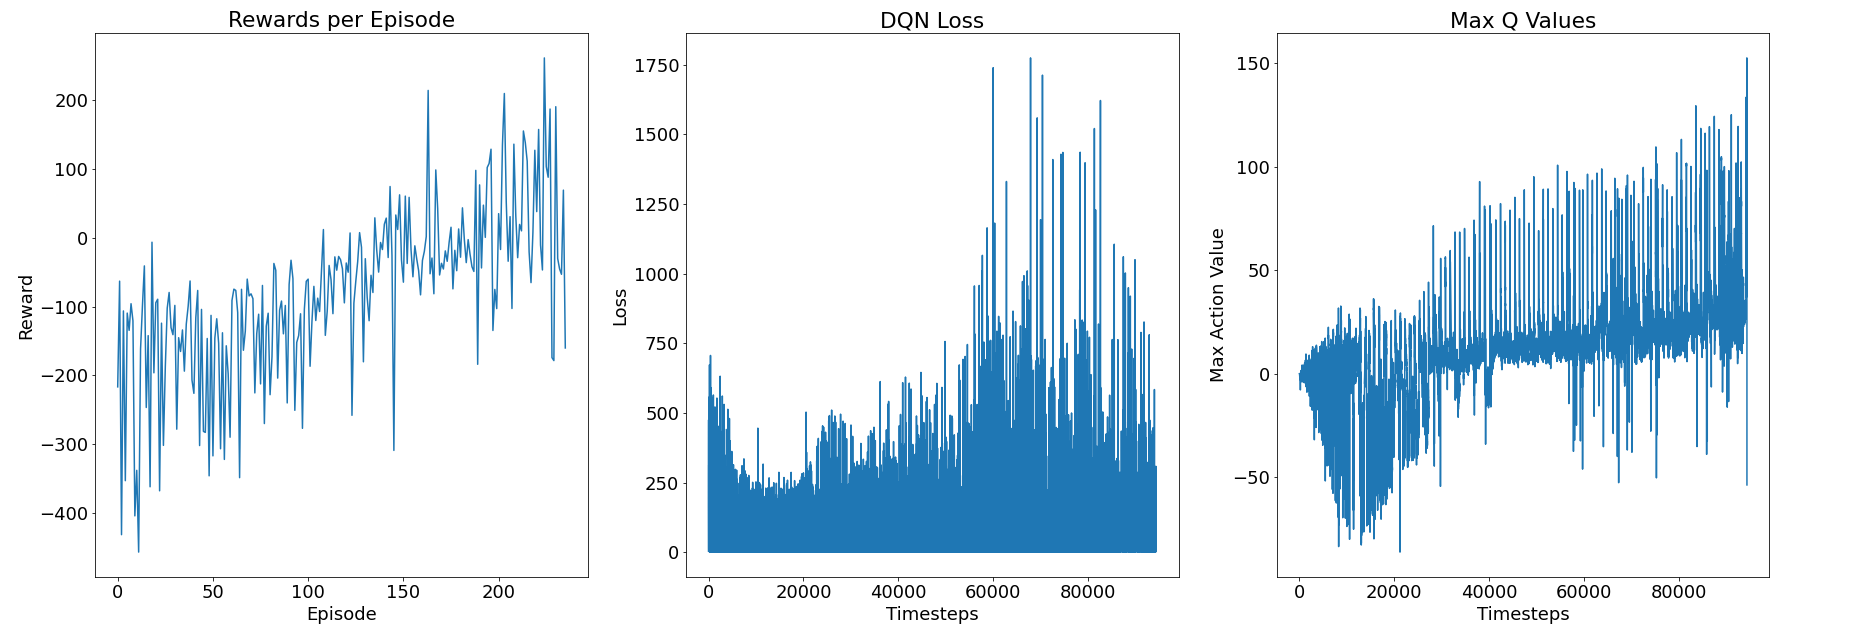 Rewards per Episode
Reward
200
100
0
−100
−200
−300
−400
0 50 100 150 200
Episode
DQN Loss
Loss
1750
1500
1250
1000
750
500
250
0
0 20000 40000 60000 80000
Timesteps
Max Q Values
Max Action Value
150
100
50
0
−50
0 20000 40000 60000 80000
Timesteps